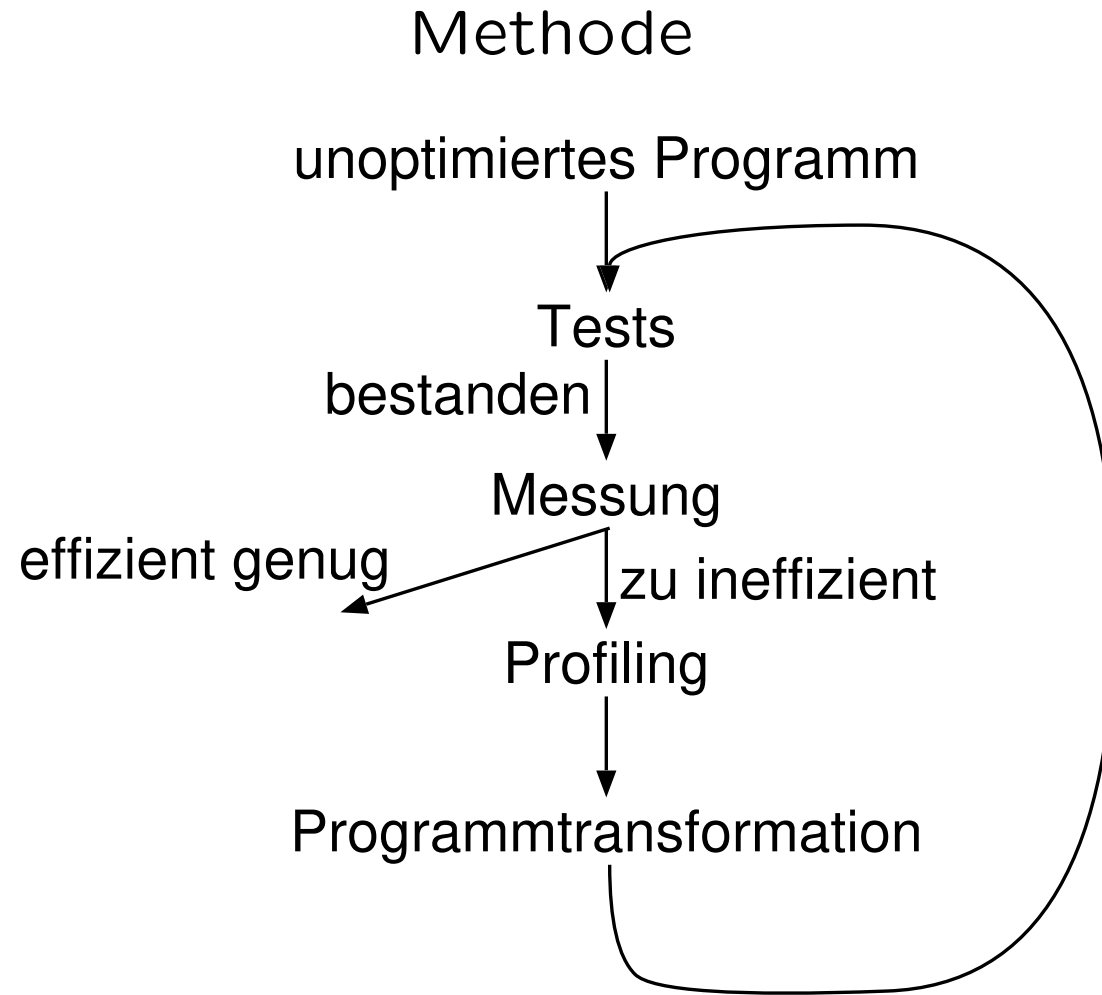 Methode
unoptimiertes Programm
Tests
bestanden
Messung
effizient genug
zu ineffizient
Profiling
Programmtransformation